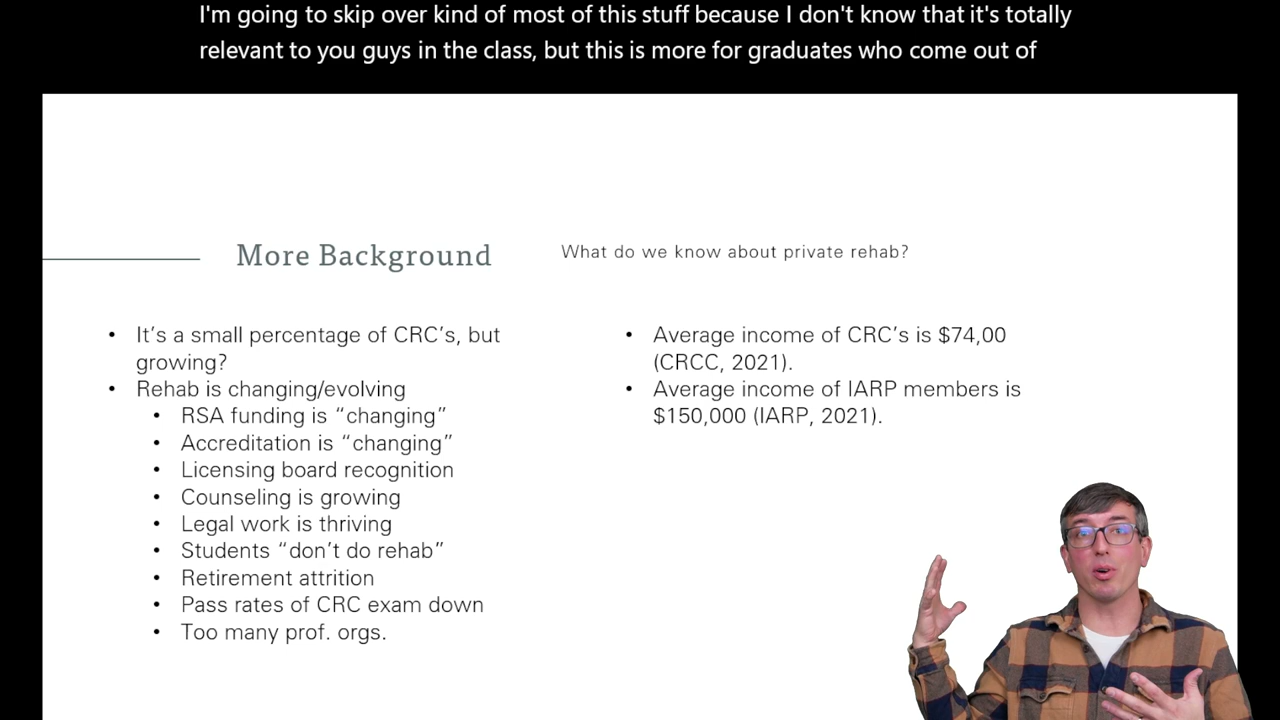 I'm going to skip over kind of most of this stuff because I don't know that it's totally
relevant to you guys in the class, but this is more for graduates who come out of
More Background
What do we know about private rehab?
• It's a small percentage of CRC's, but
growing?
• Rehab is changing/evolving
• RSA funding is “changing”
• Accreditation is “changing”
• Licensing board recognition
• Counseling is growing
• Legal work is thriving
• Students “don't do rehab”
• Retirement attrition
• Pass rates of CRC exam down
• Too many prof. orgs.
• Average income of CRC's is $74,00
(CRCC, 2021).
• Average income of IARP members is
$150,000 (IARP, 2021).